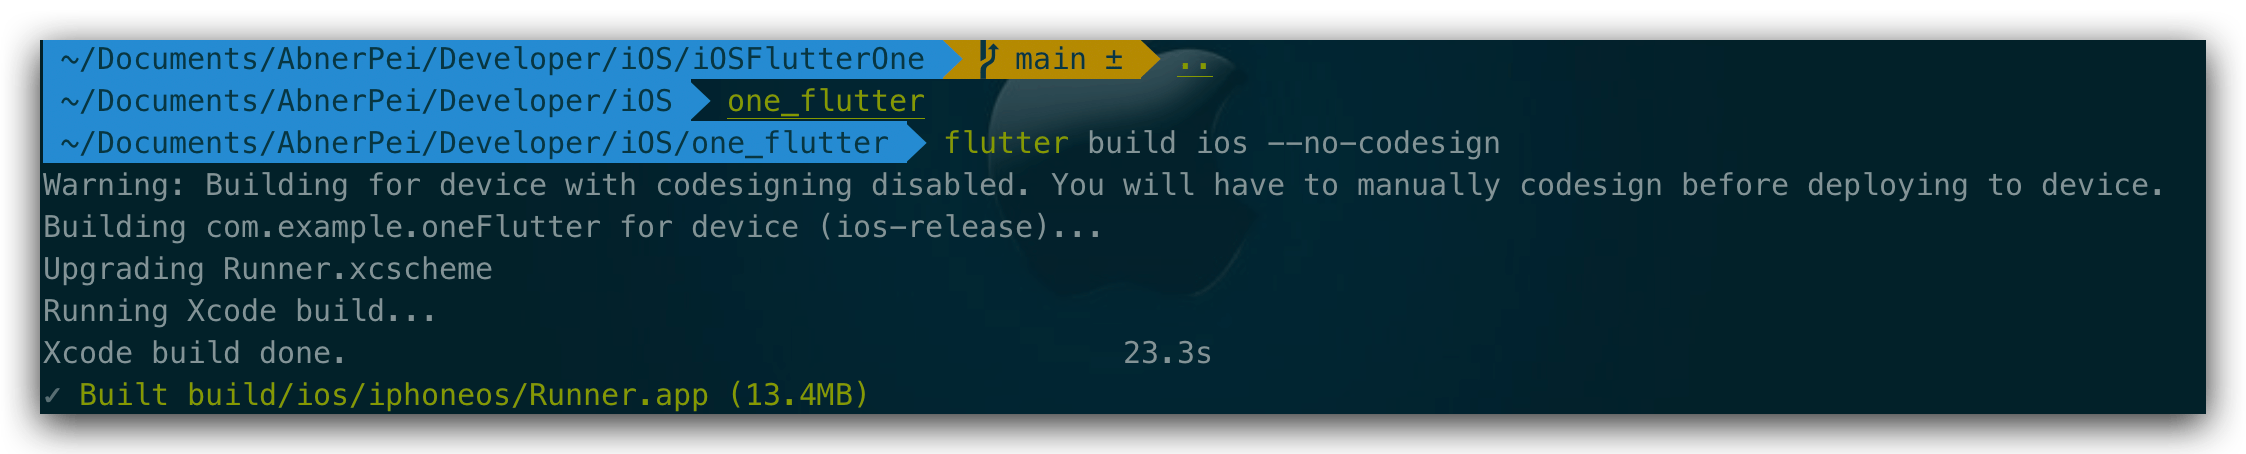 ~/Documents/AbnerPei/Developer/iOS/iOSFlutterOne main ± ..
~/Documents/AbnerPei/Developer/iOS one_flutter
~/Documents/AbnerPei/Developer/iOS/one_flutter flutter build ios --no-codesign
Warning: Building for device with codesigning disabled. You will have to manually codesign before deploying to device.
Building com.example.oneFlutter for device (ios-release)...
Upgrading Runner.xcscheme
Running Xcode build...
Xcode build done. 23.3s
✓ Built build/ios/iphoneos/Runner.app (13.4MB)